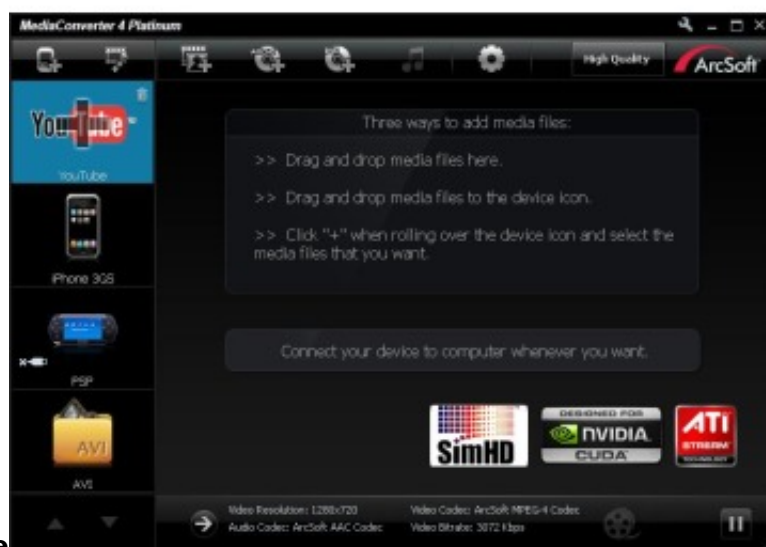 MediaConverter 4 Platinum
High Quality
ArcSoft
YouTube
YouTube
iPhone 3GS
PSP
AVI
AVI
Three ways to add media files:
>> Drag and drop media files here.
>> Drag and drop media files to the device icon.
>> Click "+" when rolling over the device icon and select the
media files that you want.
Connect your device to computer whenever you want.
SimHD
DESIGNED FOR
NVIDIA.
CUDA
ATI
STREAM
Video Resolution: 1280x720
Video Codec: ArcSoft MPEG-4 Codec
Audio Codec: ArcSoft AAC Codec
Video Bitrate: 3072 Kbps